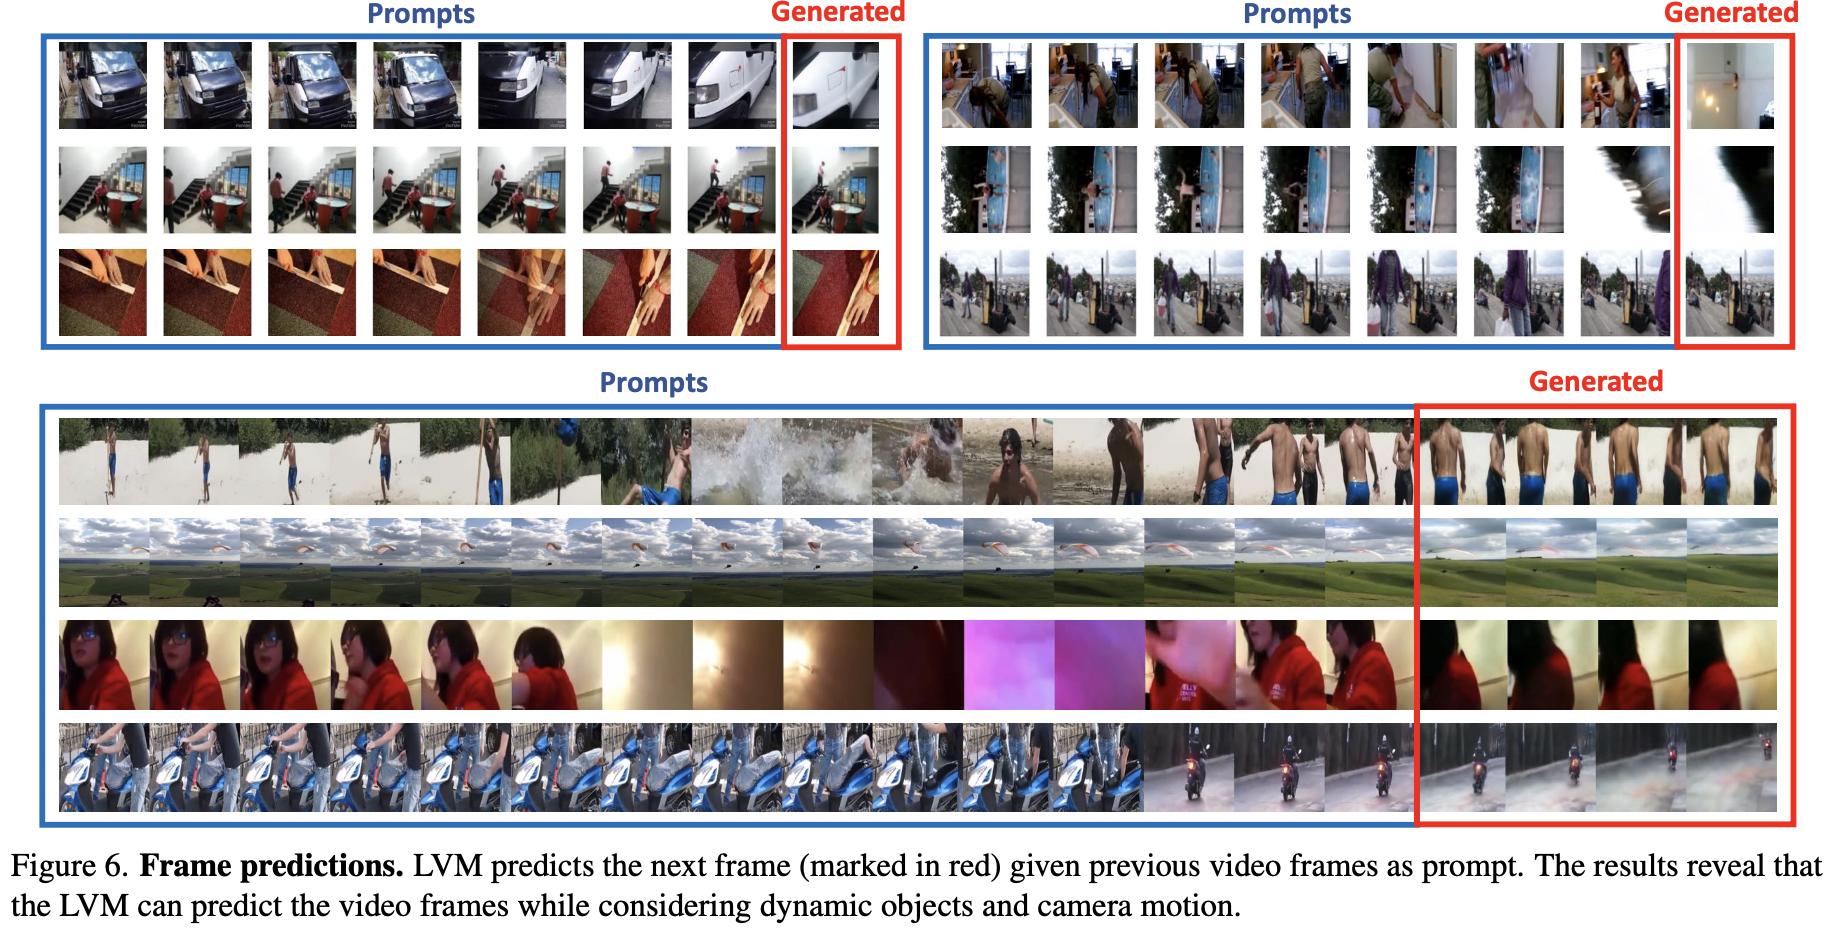 Prompts
Generated
Prompts
Generated
Prompts
Generated
Figure 6. Frame predictions. LVM predicts the next frame (marked in red) given previous video frames as prompt. The results reveal that
the LVM can predict the video frames while considering dynamic objects and camera motion.